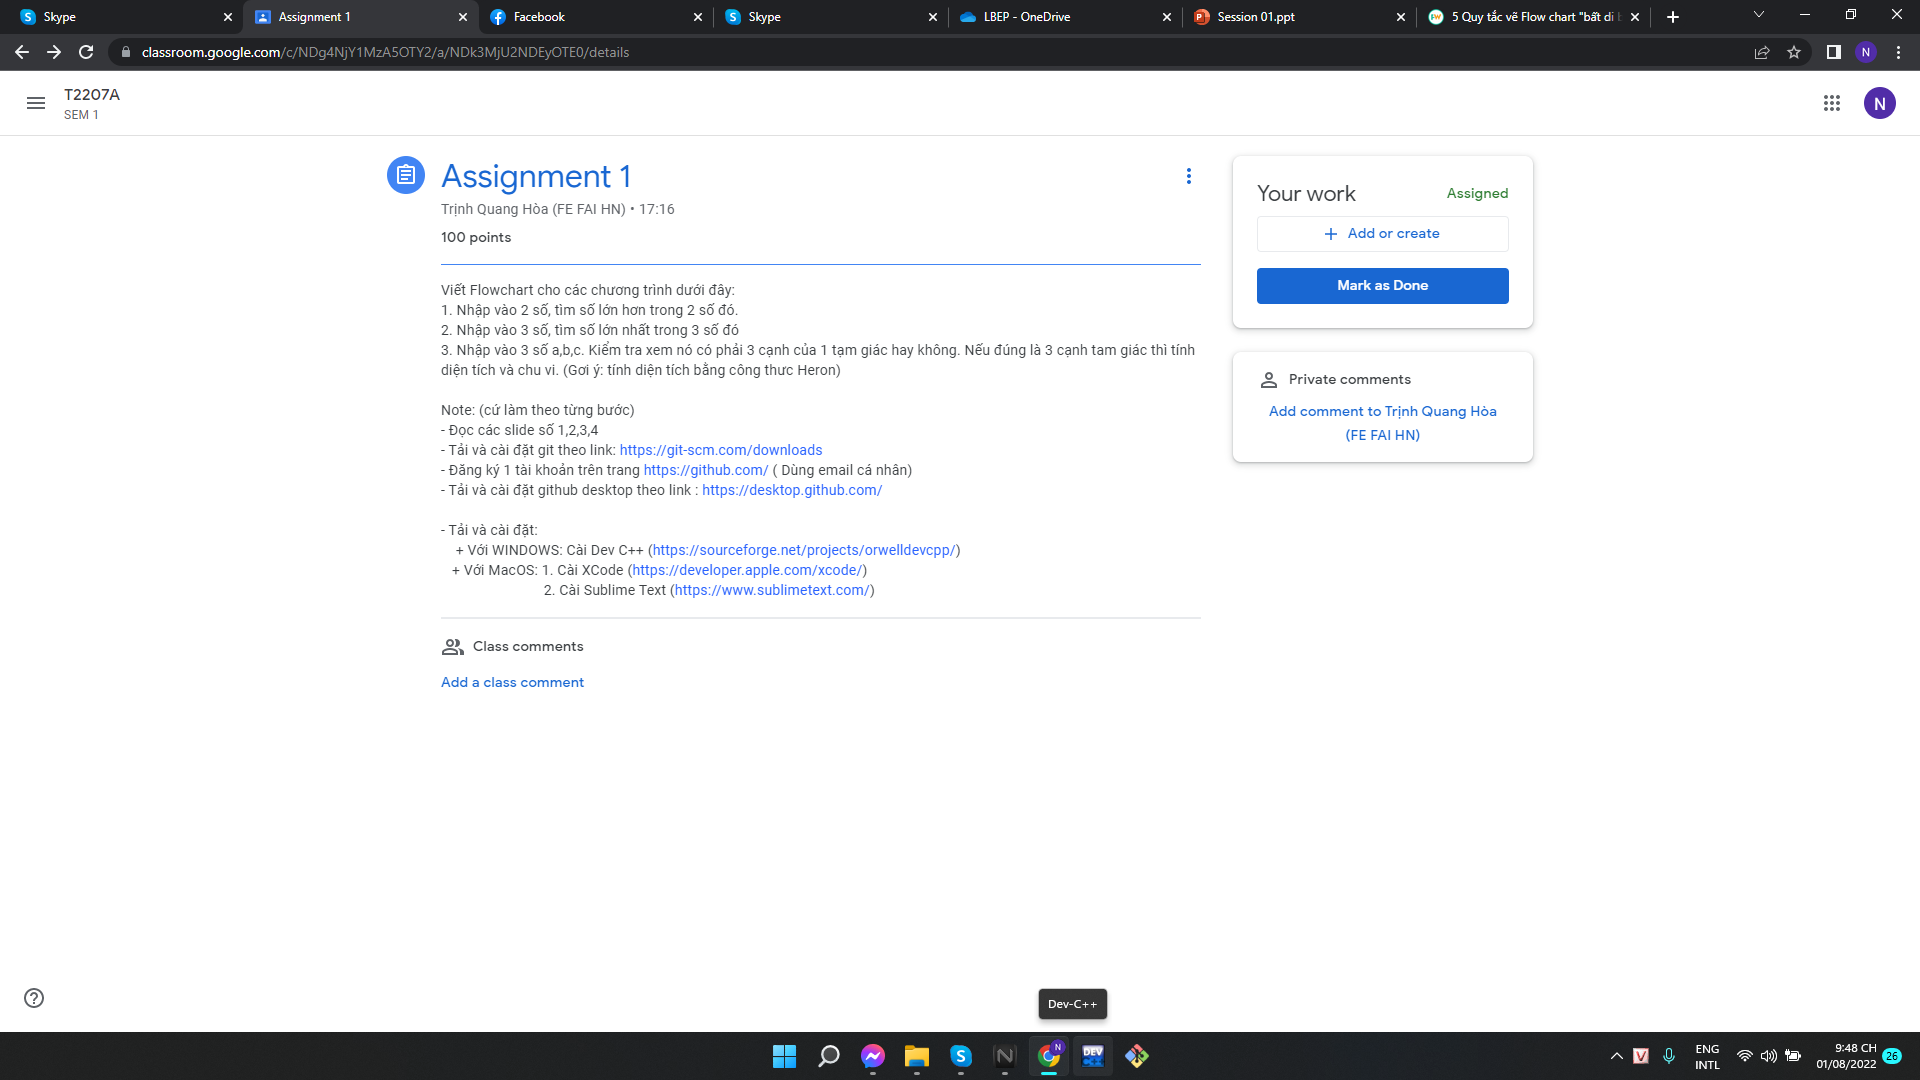 Skype
Assignment 1
Facebook
Skype
LBEP - OneDrive
Session 01.ppt
5 Quy tắc vẽ Flow chart "bất di b
classroom.google.com/c/NDg4NjY1MzA5OTY2/a/NDk3MjU2NDEyOTE0/details
N
T2207A
SEM 1
N
Assignment 1
Trịnh Quang Hòa (FE FAI HN) • 17:16
100 points
Viết Flowchart cho các chương trình dưới đây:
1. Nhập vào 2 số, tìm số lớn hơn trong 2 số đó.
2. Nhập vào 3 số, tìm số lớn nhất trong 3 số đó
3. Nhập vào 3 số a,b,c. Kiểm tra xem nó có phải 3 cạnh của 1 tạm giác hay không. Nếu đúng là 3 cạnh tam giác thì tính
diện tích và chu vi. (Gơi ý: tính diện tích bằng công thưc Heron)
Note: (cứ làm theo từng bước)
- Đọc các slide số 1,2,3,4
- Tải và cài đặt git theo link: https://git-scm.com/downloads
- Đăng ký 1 tài khoản trên trang https://github.com/ ( Dùng email cá nhân)
- Tải và cài đặt github desktop theo link : https://desktop.github.com/
- Tải và cài đặt:
+ Với WINDOWS: Cài Dev C++ (https://sourceforge.net/projects/orwelldevcpp/)
+ Với MacOS: 1. Cài XCode (https://developer.apple.com/xcode/)
2. Cài Sublime Text (https://www.sublimetext.com/)
Class comments
Add a class comment
Your work
Assigned
+ Add or create
Mark as Done
Private comments
Add comment to Trịnh Quang Hòa
(FE FAI HN)
Dev-C++
N
DEV
C++
V
ENG
INTL
9:48 CH
01/08/2022
26